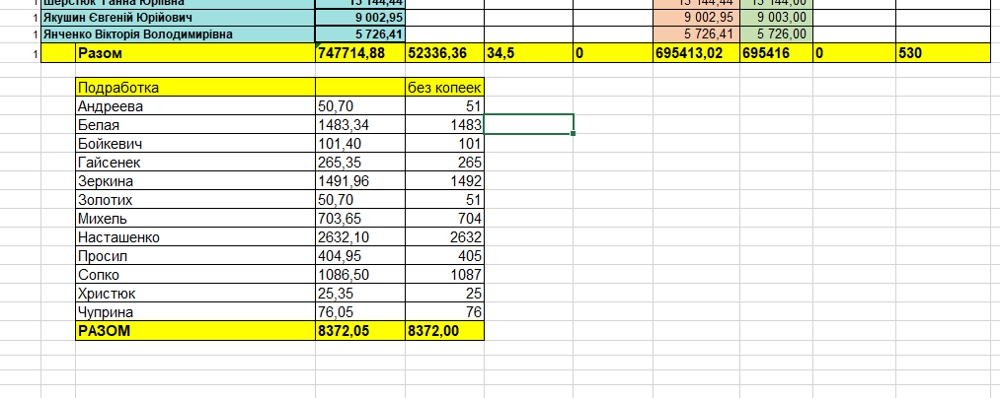 1 Шерстюк Ганна Юріївна 15 144,44 15 144,44 15 144,00
1 Якушин Євгеній Юрійович 9 002,95 9 002,95 9 003,00
1 Янченко Вікторія Володимирівна 5 726,41 5 726,41 5 726,00
1 Разом 747714,88 52336,36 34,5 0 695413,02 695416 0 530
Подработка без копеек
Андреева 50,70 51
Белая 1483,34 1483
Бойкевич 101,40 101
Гайсенек 265,35 265
Зеркина 1491,96 1492
Золотих 50,70 51
Михель 703,65 704
Насташенко 2632,10 2632
Просил 404,95 405
Сопко 1086,50 1087
Христюк 25,35 25
Чуприна 76,05 76
РАЗОМ 8372,05 8372,00